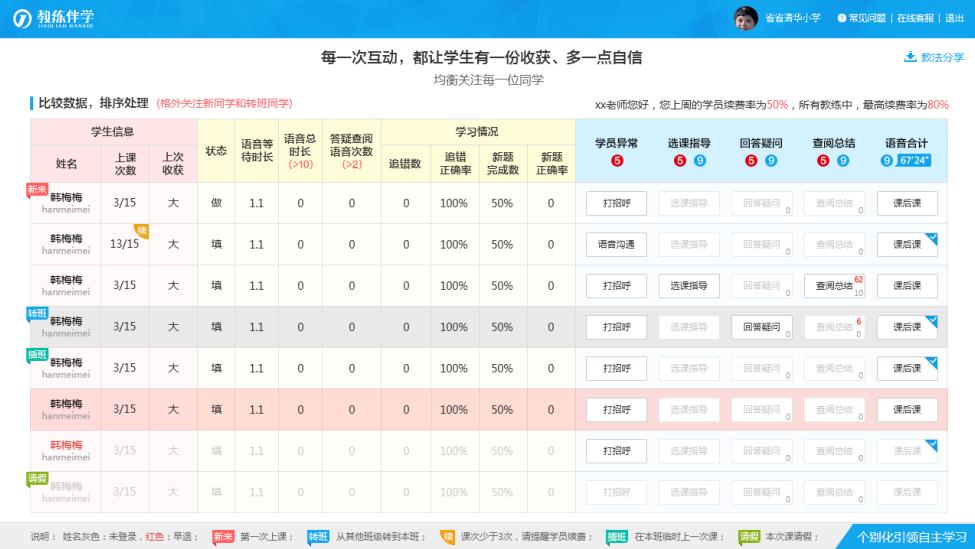 教练伴学
JIAOLIAN BANXUE
省省清华小学
? 常见问题 | 在线客服 | 退出
每一次互动，都让学生有一份收获、多一点自信
均衡关注每一位同学
教法分享
比较数据，排序处理 (格外关注新同学和转班同学)
xx老师您好，您上周的学员续费率为50%，所有教练中，最高续费率为80%
学生信息 状态 语音等待时长 语音总时长(>10) 答疑查阅语音次数(>2) 学习情况 学员异常 5 选课指导 5 9 回答疑问 5 9 查阅总结 5 9 语音合计 9 67'24"
姓名 上课次数 上次收获 追错数 追错正确率 新题完成数 新题正确率
新来 韩梅梅 hanmeimei 3/15 大 做 1.1 0 0 0 100% 50% 0 打招呼 选课指导 回答疑问 0 查阅总结 0 课后课
韩梅梅 hanmeimei 13/15 续 大 填 1.1 0 0 0 100% 50% 0 语音沟通 选课指导 回答疑问 0 查阅总结 0 课后课
韩梅梅 hanmeimei 3/15 大 填 1.1 0 0 0 100% 50% 0 打招呼 选课指导 回答疑问 0 查阅总结 62 10 课后课
转班 韩梅梅 hanmeimei 3/15 大 填 1.1 0 0 0 100% 50% 0 打招呼 选课指导 回答疑问 0 查阅总结 6 0 课后课
插班 韩梅梅 hanmeimei 3/15 大 填 1.1 0 0 0 100% 50% 0 打招呼 选课指导 回答疑问 0 查阅总结 0 课后课
韩梅梅 hanmeimei 3/15 大 填 1.1 0 0 0 100% 50% 0 打招呼 选课指导 回答疑问 0 查阅总结 0 课后课
韩梅梅 hanmeimei 3/15 大 填 1.1 0 0 0 100% 50% 0 打招呼 选课指导 回答疑问 0 查阅总结 0 课后课
请假 韩梅梅 hanmeimei 3/15 大 填 1.1 0 0 0 100% 50% 0 打招呼 选课指导 回答疑问 0 查阅总结 0 课后课
说明： 姓名灰色：未登录，红色：早退； 新来 第一次上课； 转班 从其他班级转到本班； 续 课次少于3次，请提醒学员续费； 插班 在本班临时上一次课； 请假 本次课请假；
个别化引领自主学习